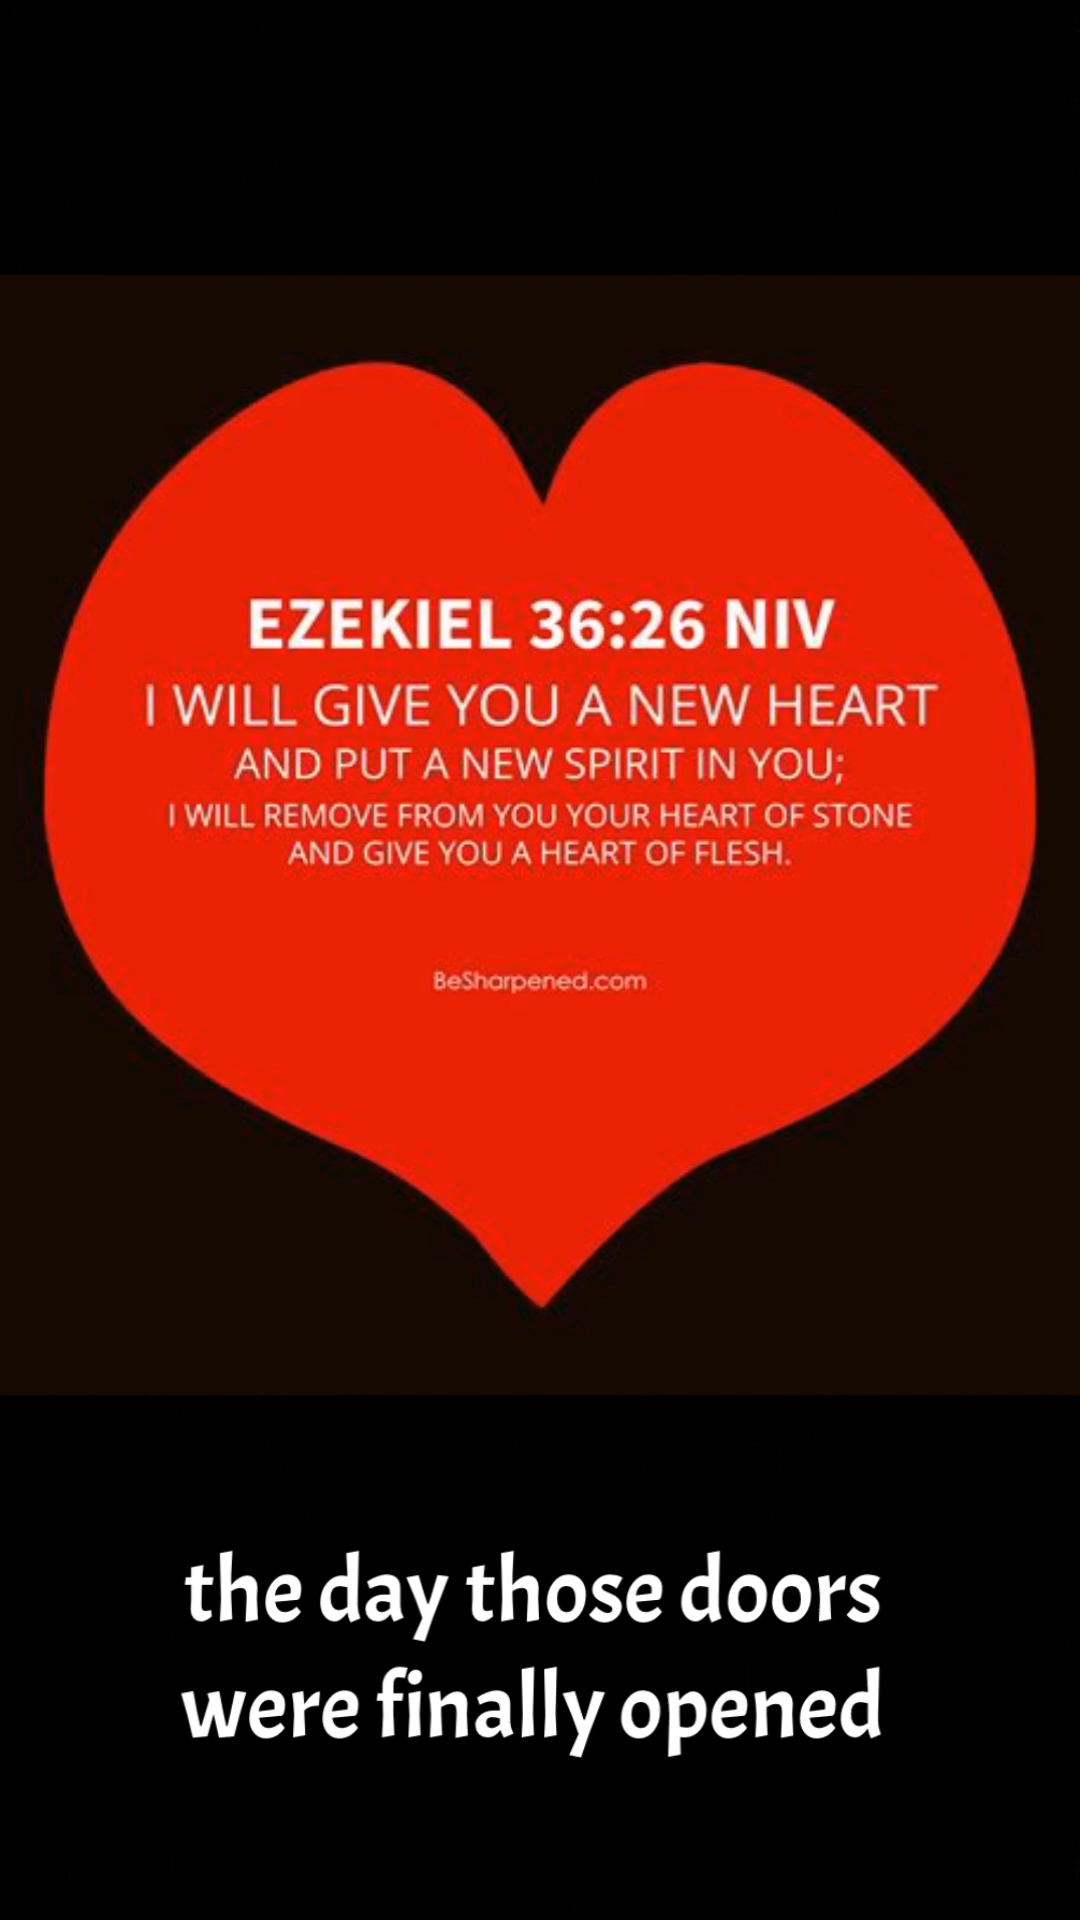 EZEKIEL 36:26 NIV
I WILL GIVE YOU A NEW HEART
AND PUT A NEW SPIRIT IN YOU;
I WILL REMOVE FROM YOU YOUR HEART OF STONE
AND GIVE YOU A HEART OF FLESH.
BeSharpened.com
the day those doors
were finally opened